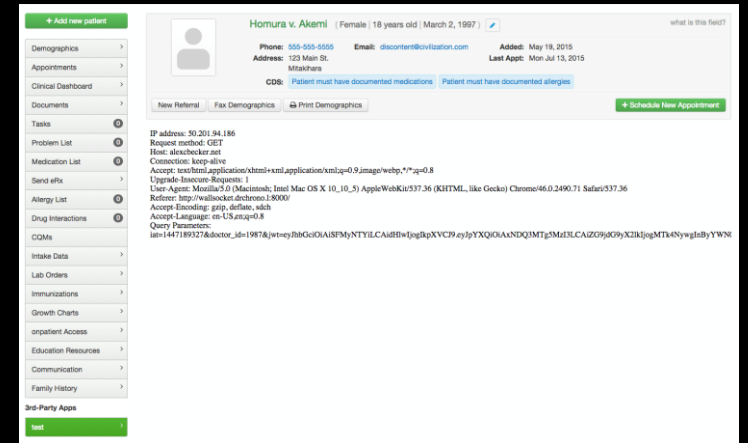 + Add new patient
Demographics
Appointments
Clinical Dashboard
Documents
Tasks 0
Problem List 0
Medication List 0
Send eRx
Allergy List 0
Drug Interactions 0
CQMs
Intake Data
Lab Orders
Immunizations
Growth Charts
onpatient Access
Education Resources
Communication
Family History
3rd-Party Apps
test
Homura v. Akemi ( Female | 18 years old | March 2, 1997 )
what is this field?
Phone: 555-555-5555 Email: discontent@civilization.com Added: May 19, 2015
Address: 123 Main St. Last Appt: Mon Jul 13, 2015
Mitakihara
CDS: Patient must have documented medications Patient must have documented allergies
New Referral Fax Demographics Print Demographics + Schedule New Appointment
IP address: 50.201.94.186
Request method: GET
Host: alexcbecker.net
Connection: keep-alive
Accept: text/html,application/xhtml+xml,application/xml;q=0.9,image/webp,*/*;q=0.8
Upgrade-Insecure-Requests: 1
User-Agent: Mozilla/5.0 (Macintosh; Intel Mac OS X 10_10_5) AppleWebKit/537.36 (KHTML, like Gecko) Chrome/46.0.2490.71 Safari/537.36
Referer: http://wallsocket.drchrono.l:8000/
Accept-Encoding: gzip, deflate, sdch
Accept-Language: en-US,en;q=0.8
Query Parameters: